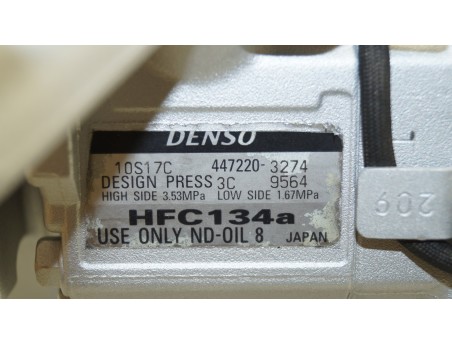 DENSO
10S17C 447220-3274
DESIGN PRESS 3C 9564
HIGH SIDE 3.53MPa LOW SIDE 1.67MPa
HFC134a
USE ONLY ND-OIL 8 JAPAN
209